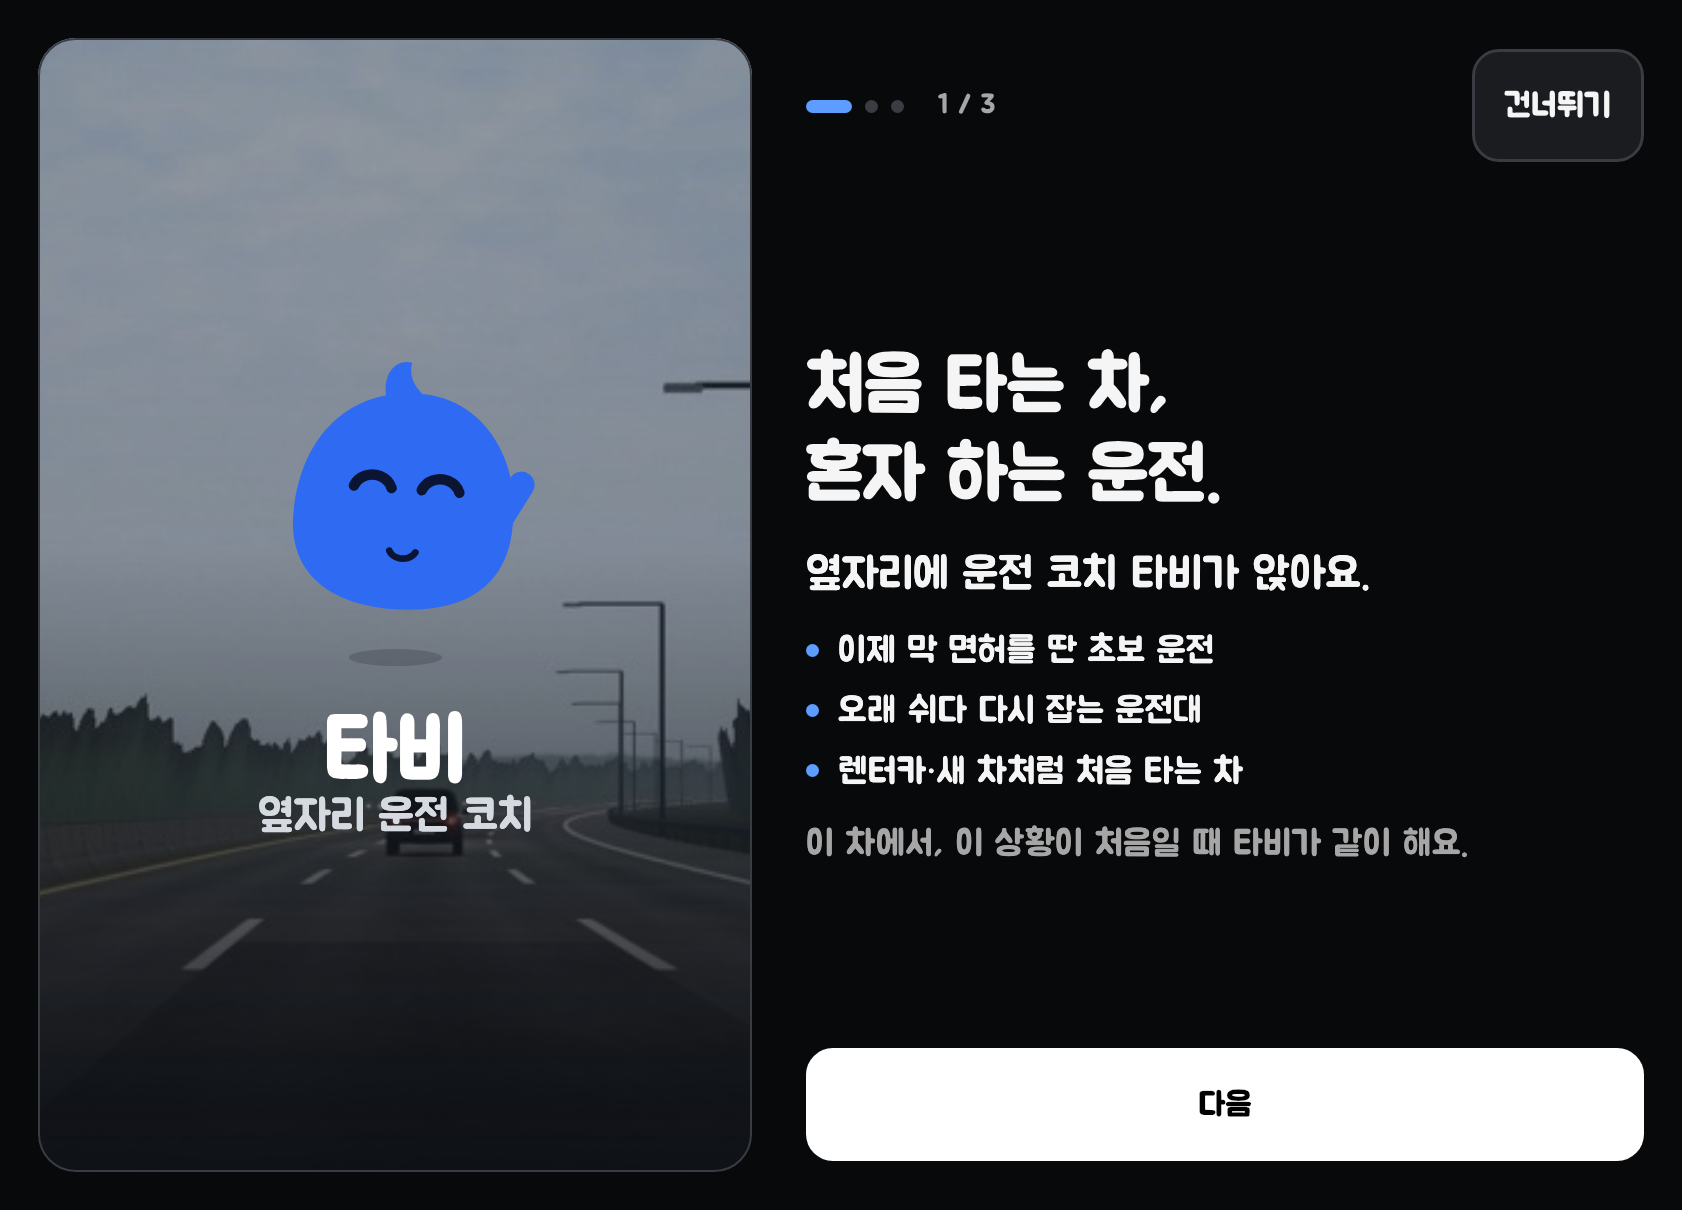 타비
옆자리 운전 코치
1 / 3
건너뛰기
처음 타는 차,
혼자 하는 운전.
옆자리에 운전 코치 타비가 앉아요.
이제 막 면허를 딴 초보 운전
오래 쉬다 다시 잡는 운전대
렌터카·새 차처럼 처음 타는 차
이 차에서, 이 상황이 처음일 때 타비가 같이 해요.
다음